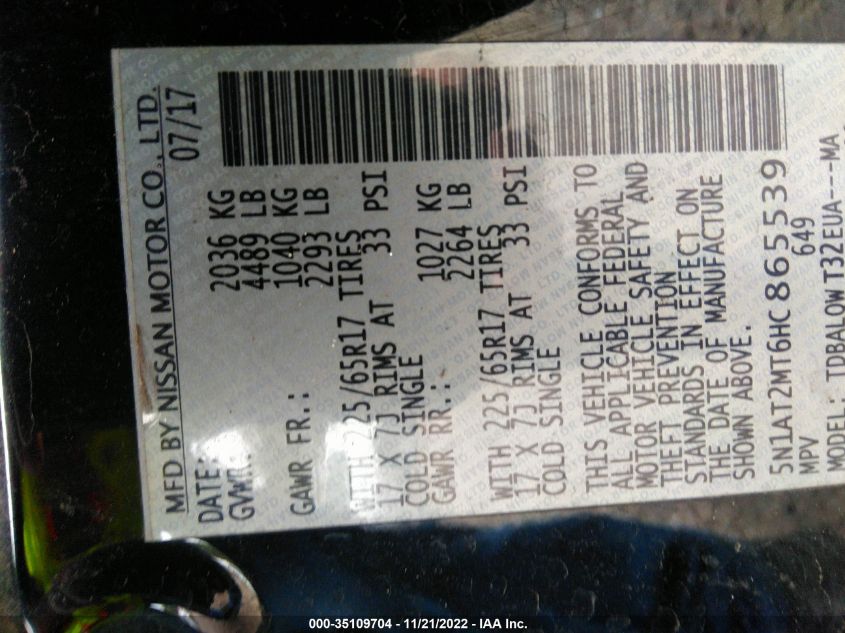 MFD BY NISSAN MOTOR CO., LTD.
DATE: 07/17
GVWR: 2036 KG
4489 LB
GAWR FR.: 1040 KG
2293 LB
WITH 225/65R17 TIRES
17 X 7J RIMS AT 33 PSI
COLD SINGLE
GAWR RR.: 1027 KG
2264 LB
WITH 225/65R17 TIRES
17 X 7J RIMS AT 33 PSI
COLD SINGLE
THIS VEHICLE CONFORMS TO
ALL APPLICABLE FEDERAL
MOTOR VEHICLE SAFETY AND
THEFT PREVENTION
STANDARDS IN EFFECT ON
THE DATE OF MANUFACTURE
SHOWN ABOVE.
5N1AT2MT6HC865539
MPV 649
MODEL: TDBALOW T32EUA---MA
000-35109704 - 11/21/2022 - IAA Inc.